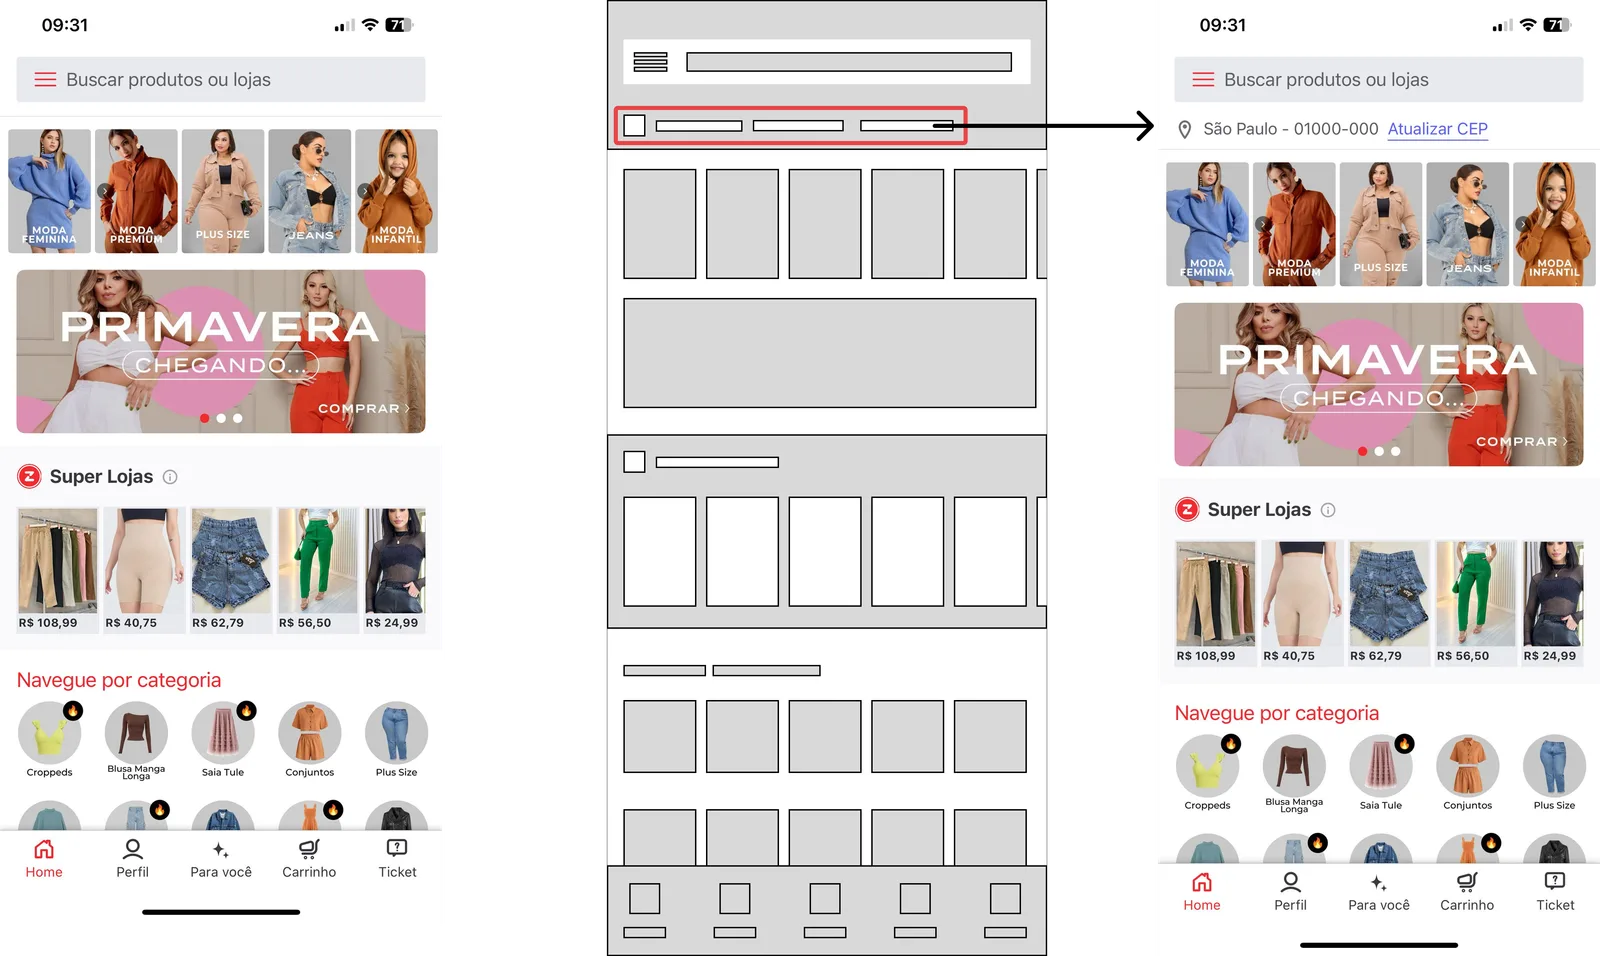 09:31
71
Buscar produtos ou lojas
MODA FEMININA
MODA PREMIUM
PLUS SIZE
JEANS
MODA INFANTIL
PRIMAVERA
CHEGANDO...
COMPRAR
Z Super Lojas
R$ 108,99
R$ 40,75
R$ 62,79
R$ 56,50
R$ 24,99
Navegue por categoria
Croppeds
Blusa Manga Longa
Saia Tule
Conjuntos
Plus Size
Home
Perfil
Para você
Carrinho
Ticket
09:31
71
Buscar produtos ou lojas
São Paulo - 01000-000 Atualizar CEP
MODA FEMININA
MODA PREMIUM
PLUS SIZE
JEANS
MODA INFANTIL
PRIMAVERA
CHEGANDO...
COMPRAR
Z Super Lojas
R$ 108,99
R$ 40,75
R$ 62,79
R$ 56,50
R$ 24,99
Navegue por categoria
Croppeds
Blusa Manga Longa
Saia Tule
Conjuntos
Plus Size
Home
Perfil
Para você
Carrinho
Ticket